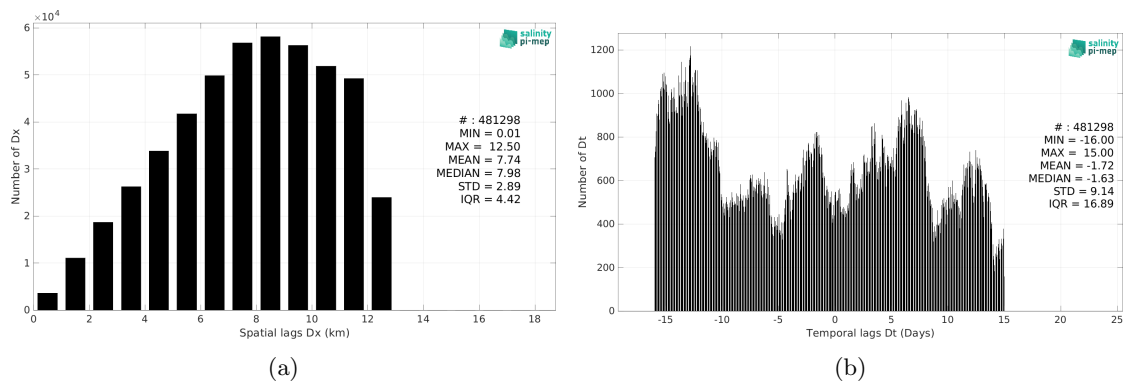 ×10⁴
6
5
4
3
2
1
0
Number of Dx
0 2 4 6 8 10 12 14 16 18
Spatial lags Dx (km)
salinity
pi-mep
# : 481298
MIN = 0.01
MAX = 12.50
MEAN = 7.74
MEDIAN = 7.98
STD = 2.89
IQR = 4.42
(a)
1200
1000
800
600
400
200
0
Number of Dt
-15 -10 -5 0 5 10 15 20 25
Temporal lags Dt (Days)
salinity
pi-mep
# : 481298
MIN = -16.00
MAX = 15.00
MEAN = -1.72
MEDIAN = -1.63
STD = 9.14
IQR = 16.89
(b)